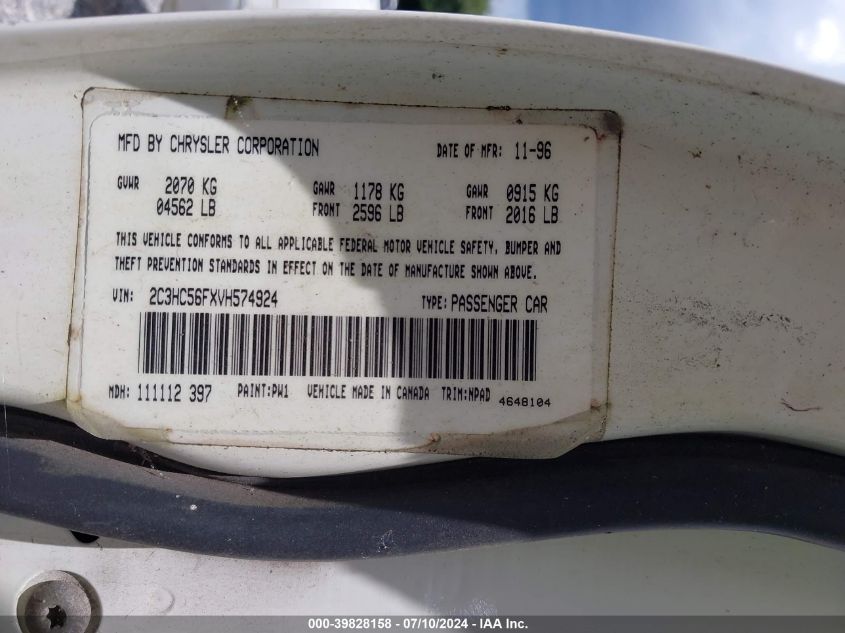 MFD BY CHRYSLER CORPORATION DATE OF MFR: 11-96
GVWR 2070 KG GAWR 1178 KG GAWR 0915 KG
04562 LB FRONT 2596 LB FRONT 2016 LB
THIS VEHICLE CONFORMS TO ALL APPLICABLE FEDERAL MOTOR VEHICLE SAFETY, BUMPER AND
THEFT PREVENTION STANDARDS IN EFFECT ON THE DATE OF MANUFACTURE SHOWN ABOVE.
VIN: 2C3HC56FXVH574924 TYPE: PASSENGER CAR
MDH: 111112 397 PAINT:PW1 VEHICLE MADE IN CANADA TRIM:NPAD 4648104
000-39828158 - 07/10/2024 - IAA Inc.